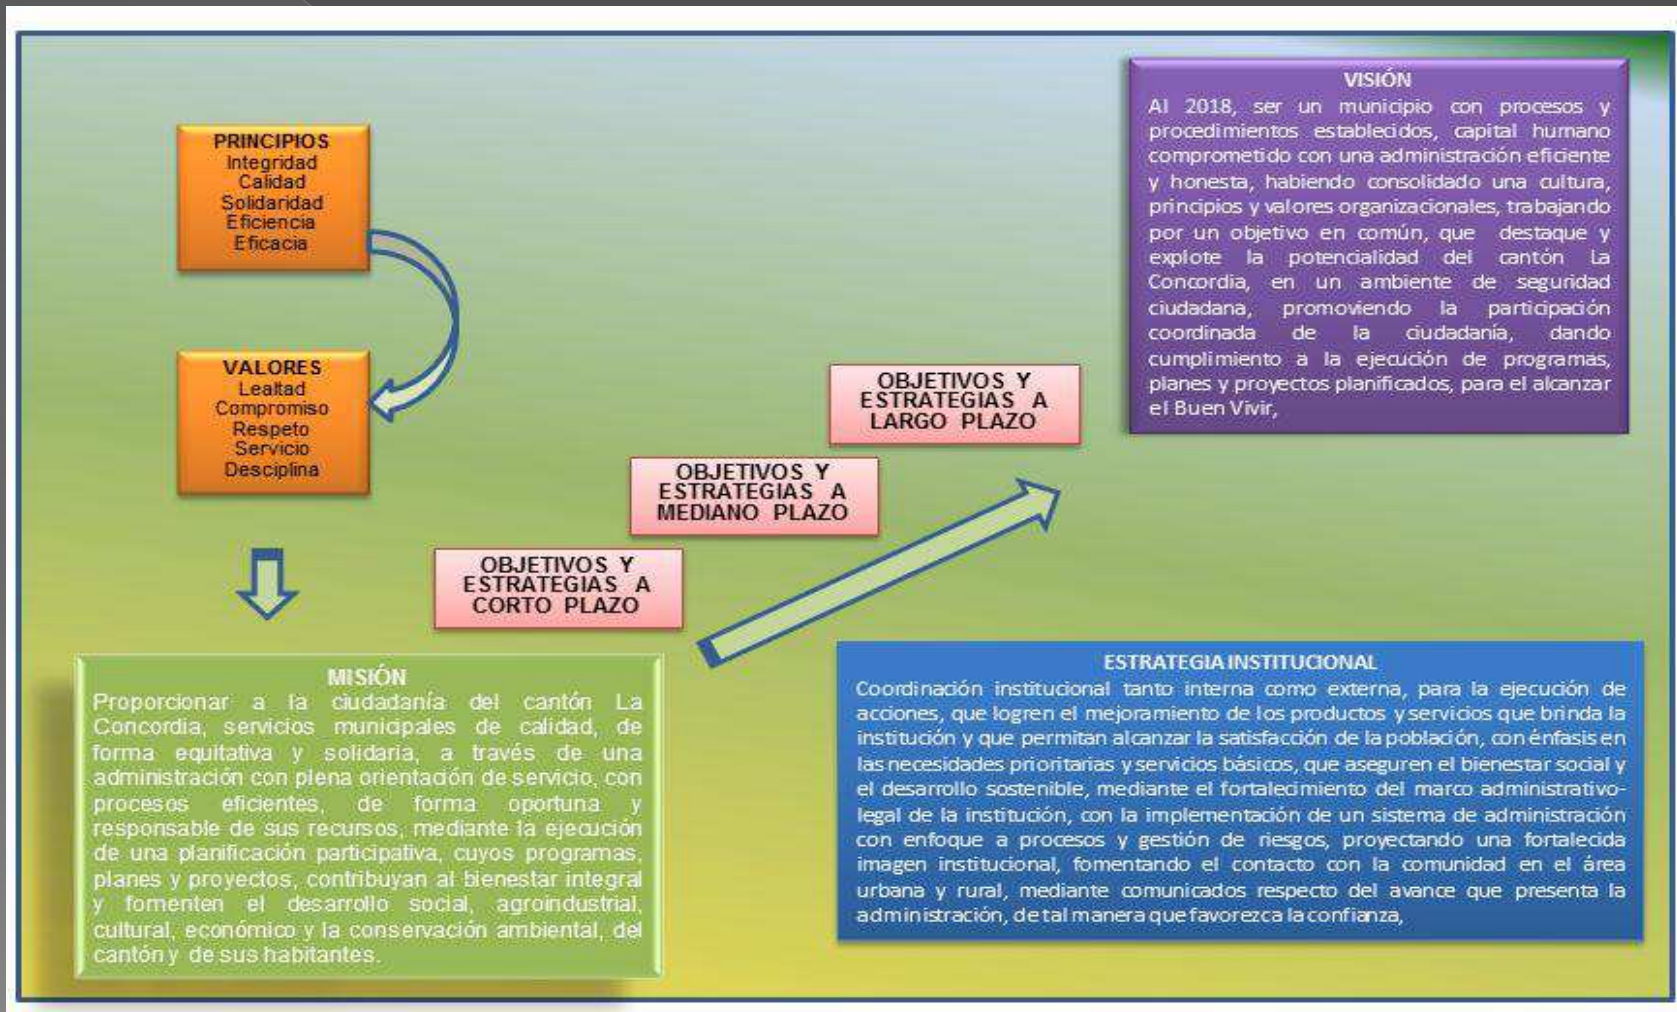 PRINCIPIOS
Integridad
Calidad
Solidaridad
Eficiencia
Eficacia
VALORES
Lealtad
Compromiso
Respeto
Servicio
Desciplina
OBJETIVOS Y
ESTRATEGIAS A
CORTO PLAZO
OBJETIVOS Y
ESTRATEGIAS A
MEDIANO PLAZO
OBJETIVOS Y
ESTRATEGIAS A
LARGO PLAZO
VISIÓN
Al 2018, ser un municipio con procesos y
procedimientos establecidos, capital humano
comprometido con una administración eficiente
y honesta, habiendo consolidado una cultura,
principios y valores organizacionales, trabajando
por un objetivo en común, que destaque y
explote la potencialidad del cantón La
Concordia, en un ambiente de seguridad
ciudadana, promoviendo la participación
coordinada de la ciudadanía, dando
cumplimiento a la ejecución de programas,
planes y proyectos planificados, para el alcanzar
el Buen Vivir,
MISIÓN
Proporcionar a la ciudadanía del cantón La
Concordia, servicios municipales de calidad, de
forma equitativa y solidaria, a través de una
administración con plena orientación de servicio, con
procesos eficientes, de forma oportuna y
responsable de sus recursos, mediante la ejecución
de una planificación participativa, cuyos programas,
planes y proyectos, contribuyan al bienestar integral
y fomenten el desarrollo social, agroindustrial,
cultural, económico y la conservación ambiental, del
cantón y de sus habitantes.
ESTRATEGIA INSTITUCIONAL
Coordinación institucional tanto interna como externa, para la ejecución de
acciones, que logren el mejoramiento de los productos y servicios que brinda la
institución y que permitan alcanzar la satisfacción de la población, con énfasis en
las necesidades prioritarias y servicios básicos, que aseguren el bienestar social y
el desarrollo sostenible, mediante el fortalecimiento del marco administrativo-
legal de la institución, con la implementación de un sistema de administración
con enfoque a procesos y gestión de riesgos, proyectando una fortalecida
imagen institucional, fomentando el contacto con la comunidad en el área
urbana y rural, mediante comunicados respecto del avance que presenta la
administración, de tal manera que favorezca la confianza,